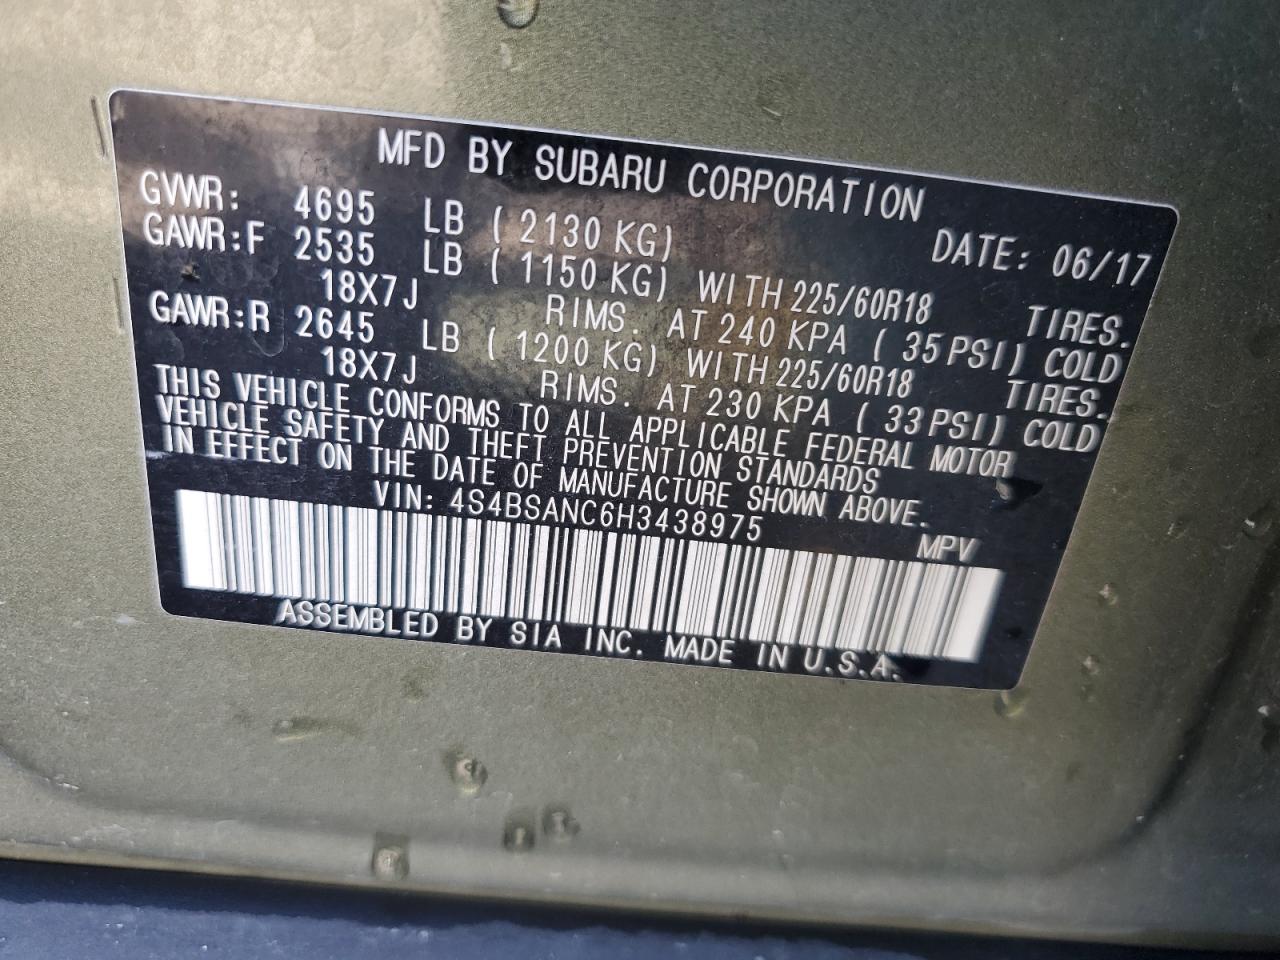 MFD BY SUBARU CORPORATION
DATE: 06/17
GVWR: 4695 LB ( 2130 KG)
GAWR:F 2535 LB ( 1150 KG) WITH 225/60R18 TIRES.
18X7J RIMS. AT 240 KPA ( 35 PSI) COLD
GAWR:R 2645 LB ( 1200 KG) WITH 225/60R18 TIRES.
18X7J RIMS. AT 230 KPA ( 33 PSI) COLD
THIS VEHICLE CONFORMS TO ALL APPLICABLE FEDERAL MOTOR
VEHICLE SAFETY AND THEFT PREVENTION STANDARDS
IN EFFECT ON THE DATE OF MANUFACTURE SHOWN ABOVE.
VIN: 4S4BSANC6H3438975
MPV
ASSEMBLED BY SIA INC. MADE IN U.S.A.